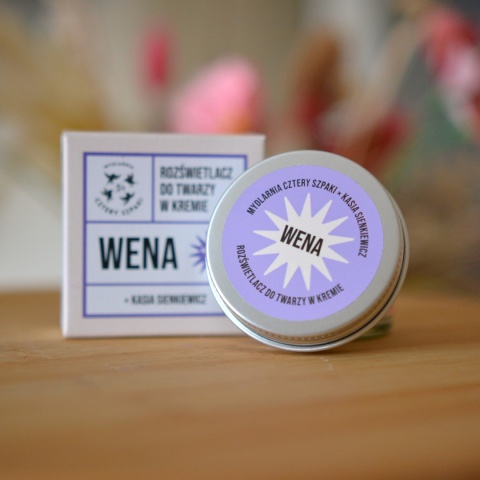 MYDLARNIA
CZTERY SZPAKI
ROZŚWIETLACZ
DO TWARZY
W KREMIE
WENA
+ KASIA SIENKIEWICZ
MYDLARNIA CZTERY SZPAKI + KASIA SIENKIEWICZ
WENA
ROZŚWIETLACZ DO TWARZY W KREMIE